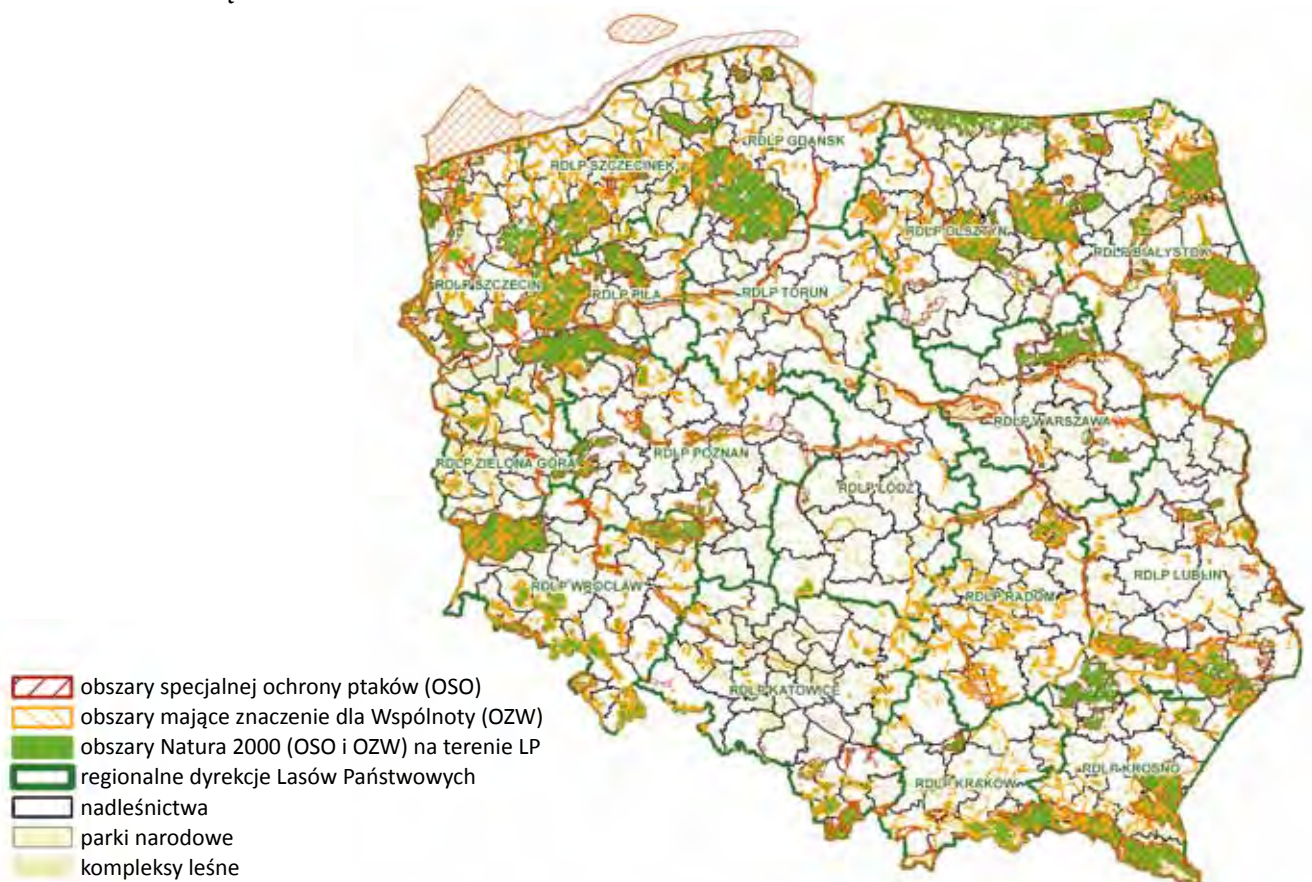 RDLP GDAŃSK
RDLP SZCZECINEK
RDLP OLSZTYN
RDLP BIAŁYSTOK
RDLP SZCZECIN
RDLP PIŁA
RDLP TORUŃ
RDLP WARSZAWA
RDLP ZIELONA GÓRA
RDLP POZNAŃ
RDLP ŁÓDŹ
RDLP WROCŁAW
RDLP RADOM
RDLP LUBLIN
RDLP KATOWICE
RDLP KRAKÓW
RDLP KROSNO
obszary specjalnej ochrony ptaków (OSO)
obszary mające znaczenie dla Wspólnoty (OZW)
obszary Natura 2000 (OSO i OZW) na terenie LP
regionalne dyrekcje Lasów Państwowych
nadleśnictwa
parki narodowe
kompleksy leśne